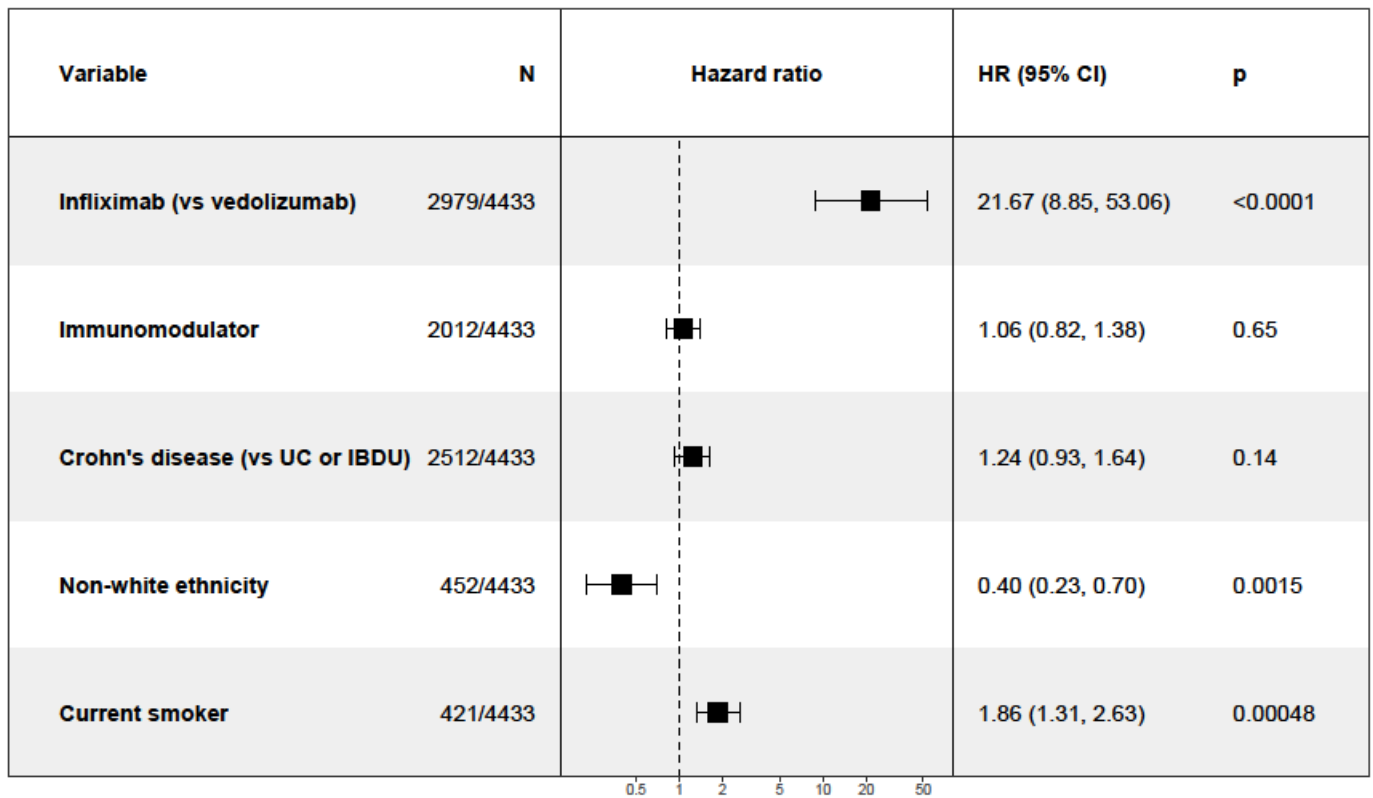 Variable N Hazard ratio HR (95% CI) p
Infliximab (vs vedolizumab) 2979/4433 21.67 (8.85, 53.06) <0.0001
Immunomodulator 2012/4433 1.06 (0.82, 1.38) 0.65
Crohn's disease (vs UC or IBDU) 2512/4433 1.24 (0.93, 1.64) 0.14
Non-white ethnicity 452/4433 0.40 (0.23, 0.70) 0.0015
Current smoker 421/4433 1.86 (1.31, 2.63) 0.00048
0.5 1 2 5 10 20 50